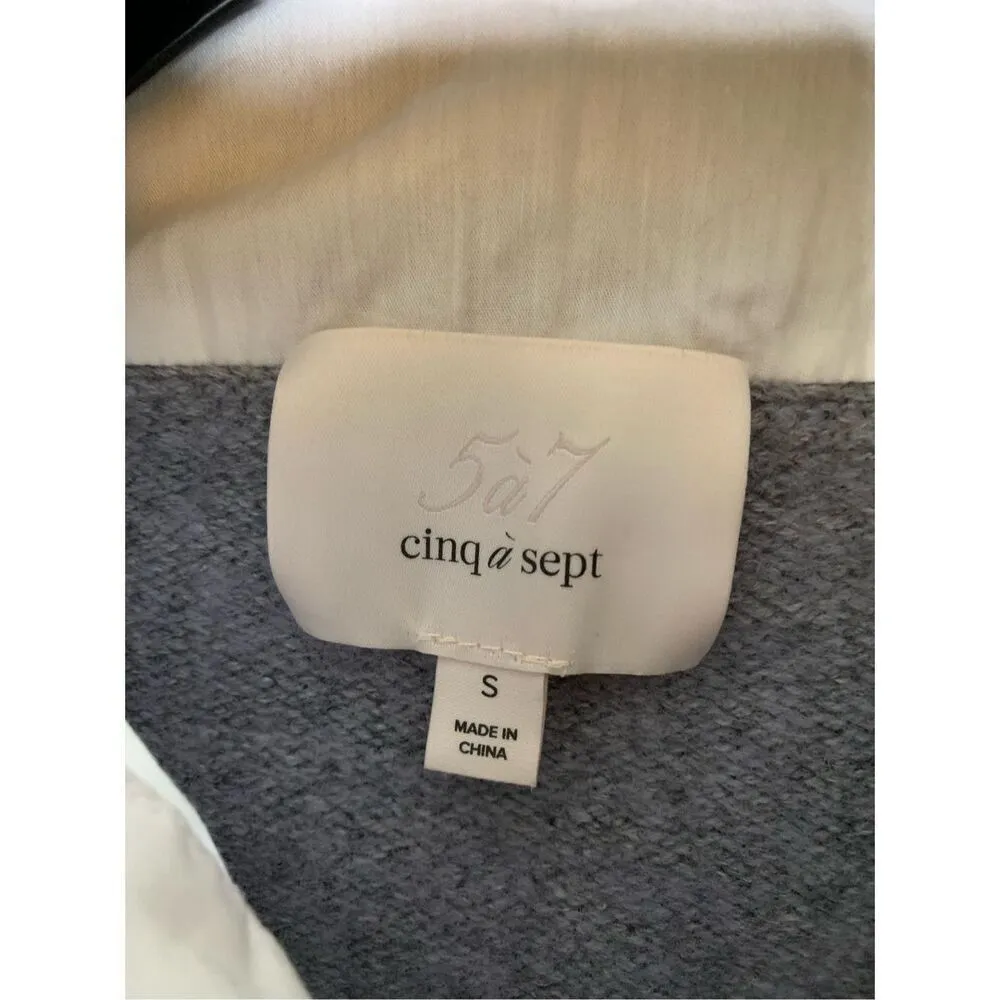 5à7
cinq à sept
S
MADE IN
CHINA